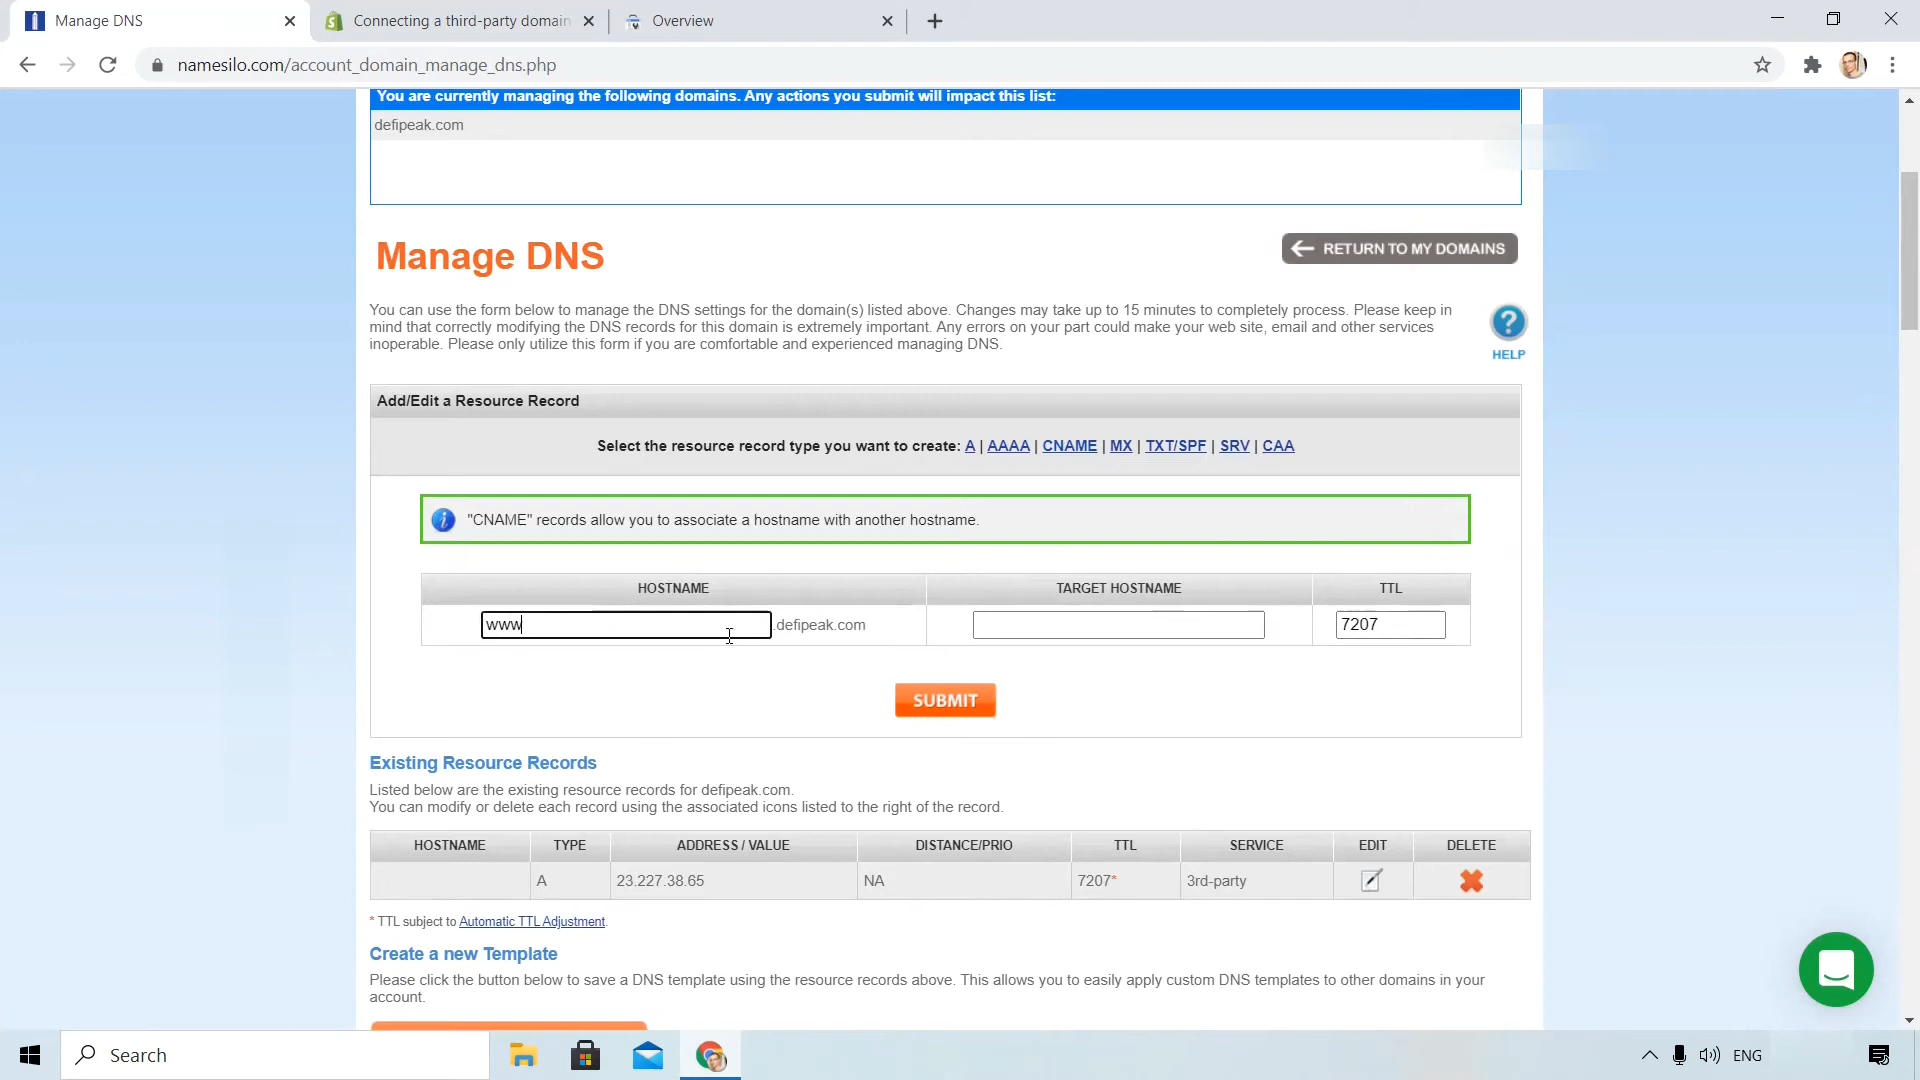 Manage DNS
Connecting a third-party domain
Overview
namesilo.com/account_domain_manage_dns.php
You are currently managing the following domains. Any actions you submit will impact this list:
defipeak.com
Manage DNS
RETURN TO MY DOMAINS
You can use the form below to manage the DNS settings for the domain(s) listed above. Changes may take up to 15 minutes to completely process. Please keep in
mind that correctly modifying the DNS records for this domain is extremely important. Any errors on your part could make your web site, email and other services
inoperable. Please only utilize this form if you are comfortable and experienced managing DNS.
?
HELP
Add/Edit a Resource Record
Select the resource record type you want to create: A | AAAA | CNAME | MX | TXT/SPF | SRV | CAA
i "CNAME" records allow you to associate a hostname with another hostname.
HOSTNAME TARGET HOSTNAME TTL
www .defipeak.com 7207
SUBMIT
Existing Resource Records
Listed below are the existing resource records for defipeak.com.
You can modify or delete each record using the associated icons listed to the right of the record.
HOSTNAME TYPE ADDRESS / VALUE DISTANCE/PRIO TTL SERVICE EDIT DELETE
A 23.227.38.65 NA 7207* 3rd-party
* TTL subject to Automatic TTL Adjustment.
Create a new Template
Please click the button below to save a DNS template using the resource records above. This allows you to easily apply custom DNS templates to other domains in your
account.
Search
ENG